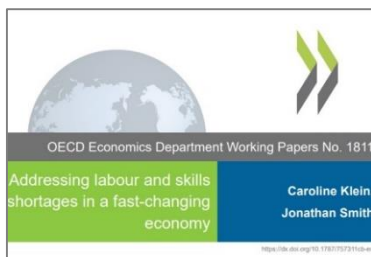 OECD Economics Department Working Papers No. 1811
Addressing labour and skills
shortages in a fast-changing
economy
Caroline Klein
Jonathan Smith